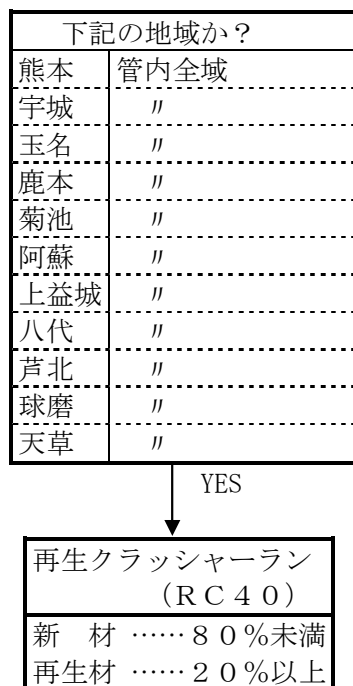 下記の地域か？
熊本 管内全域
宇城 〃
玉名 〃
鹿本 〃
菊池 〃
阿蘇 〃
上益城 〃
八代 〃
芦北 〃
球磨 〃
天草 〃
YES
再生クラッシャーラン
（ＲＣ４０）
新　材 ……８０％未満
再生材 ……２０％以上